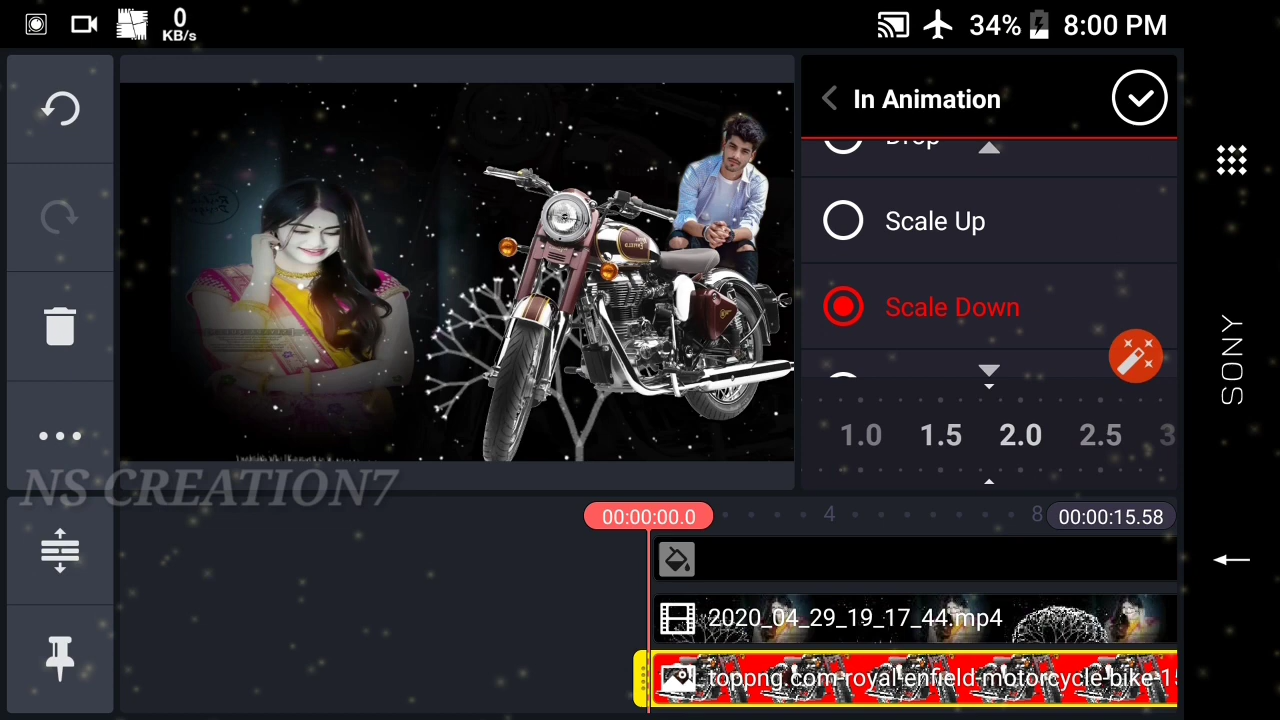 0
KB/s
34%
8:00 PM
In Animation
Drop
Scale Up
Scale Down
1.0 1.5 2.0 2.5 3
NS CREATION7
00:00:00.0
4
8
00:00:15.58
2020_04_29_19_17_44.mp4
toppng.com-royal-enfield-motorcycle-bike-15
SONY